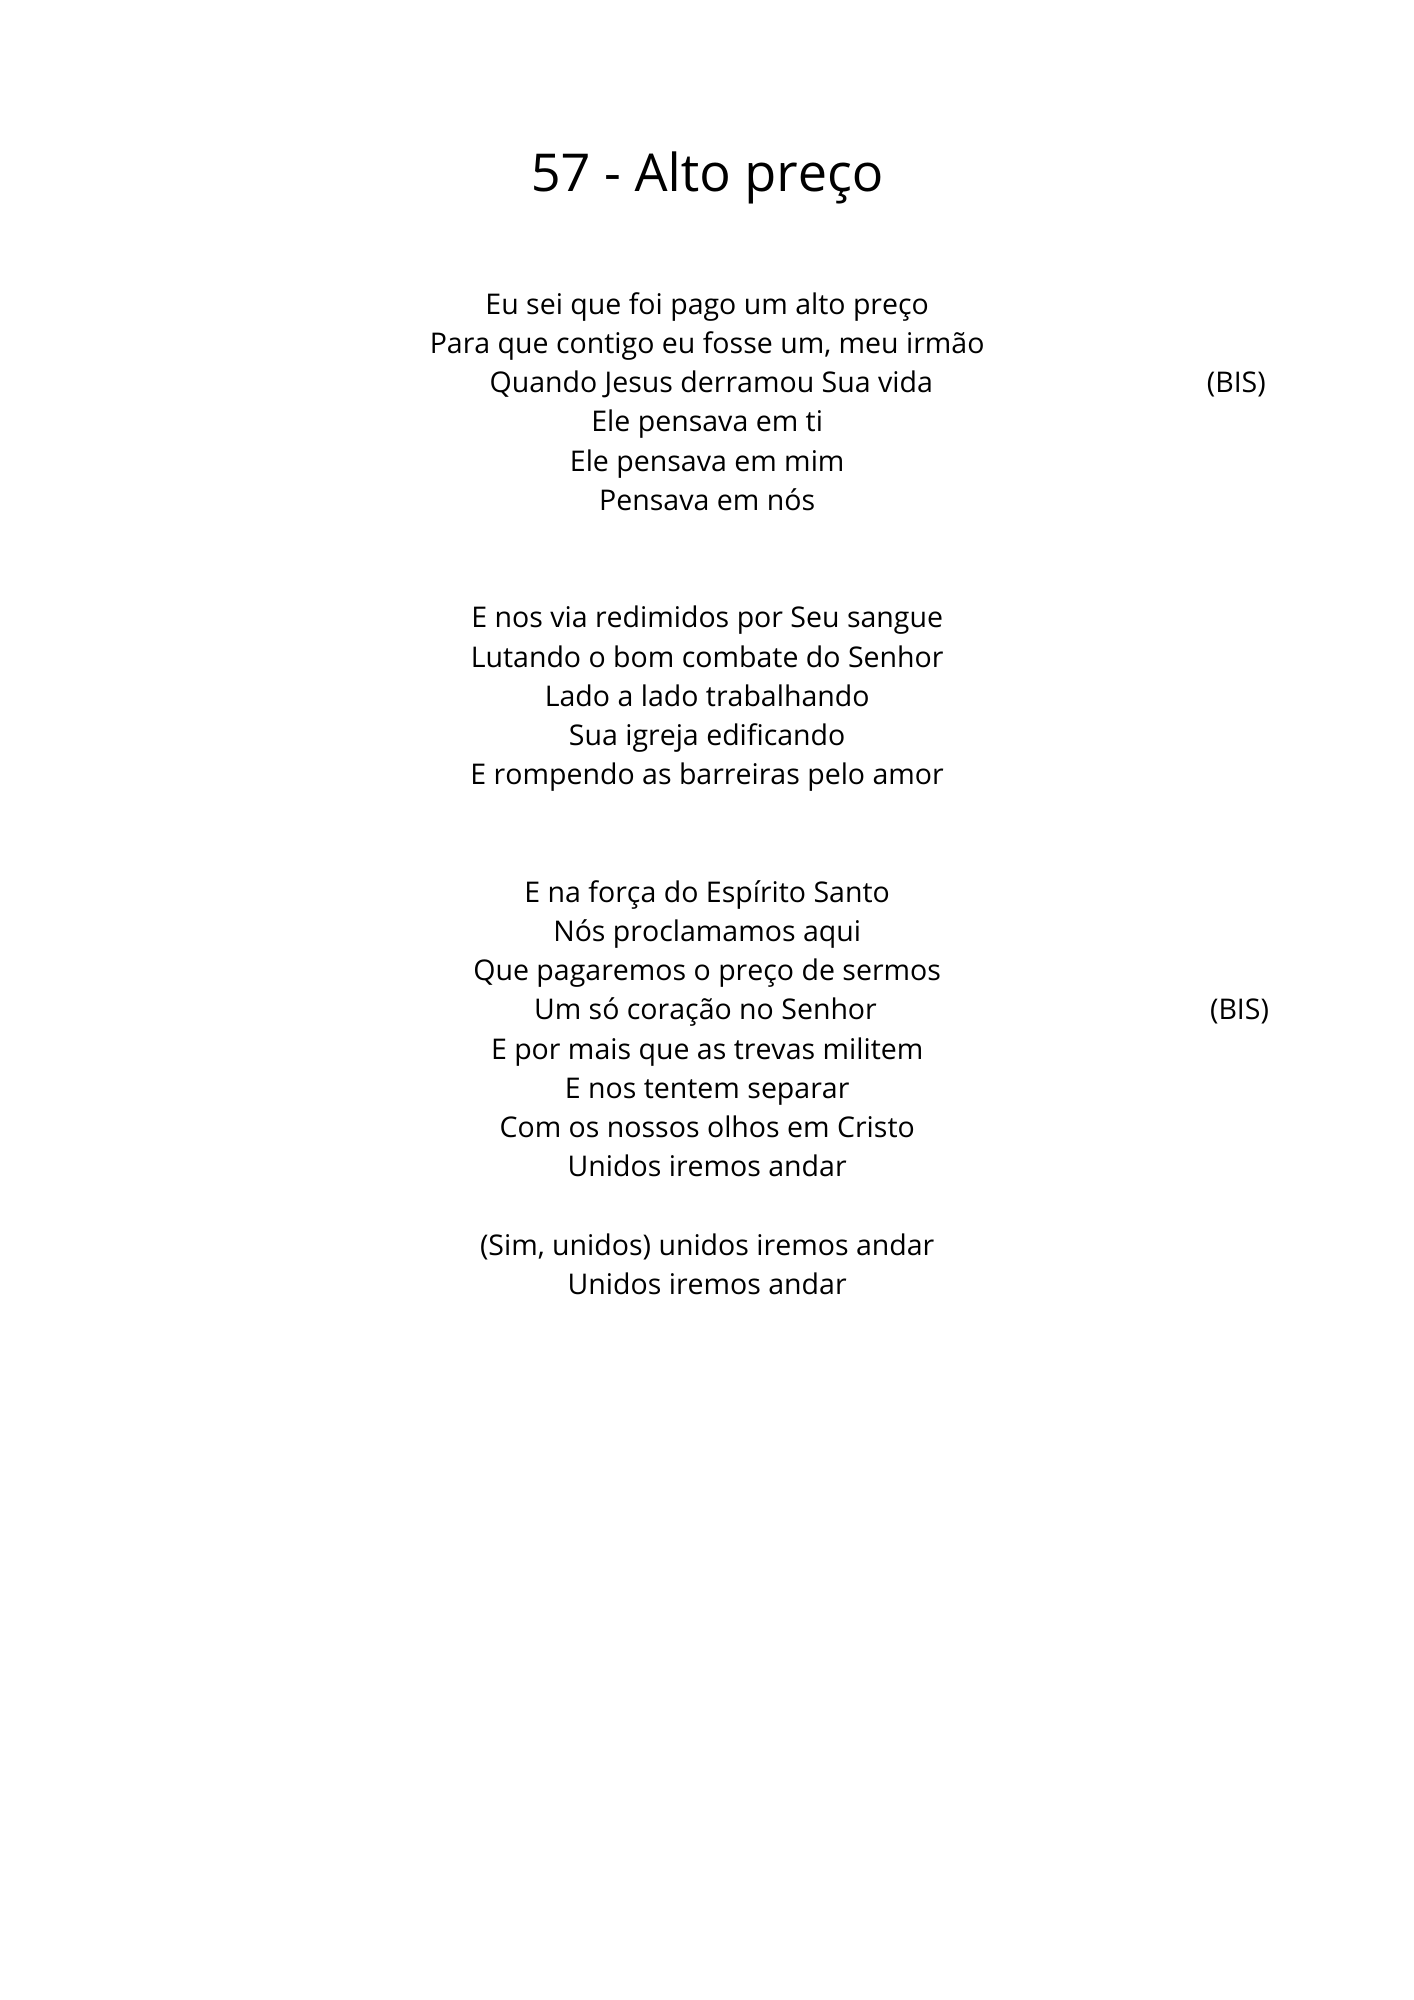 57 - Alto preço
Eu sei que foi pago um alto preço
Para que contigo eu fosse um, meu irmão
Quando Jesus derramou Sua vida (BIS)
Ele pensava em ti
Ele pensava em mim
Pensava em nós
E nos via redimidos por Seu sangue
Lutando o bom combate do Senhor
Lado a lado trabalhando
Sua igreja edificando
E rompendo as barreiras pelo amor
E na força do Espírito Santo
Nós proclamamos aqui
Que pagaremos o preço de sermos
Um só coração no Senhor (BIS)
E por mais que as trevas militem
E nos tentem separar
Com os nossos olhos em Cristo
Unidos iremos andar
(Sim, unidos) unidos iremos andar
Unidos iremos andar